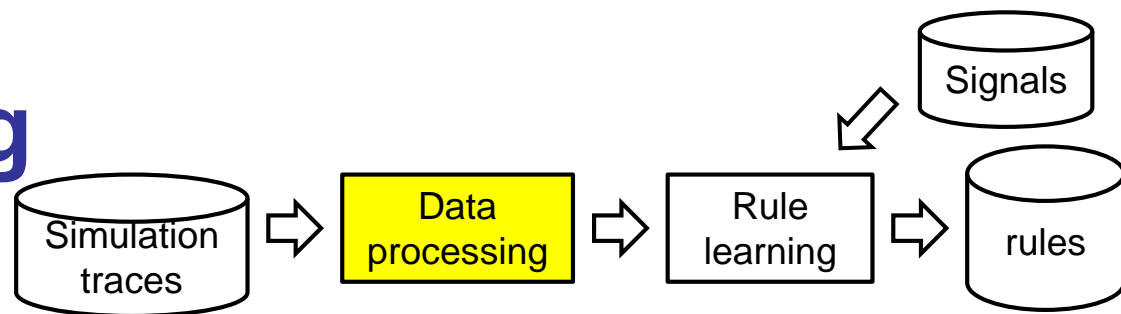 g
Signals
Simulation
traces
Data
processing
Rule
learning
rules